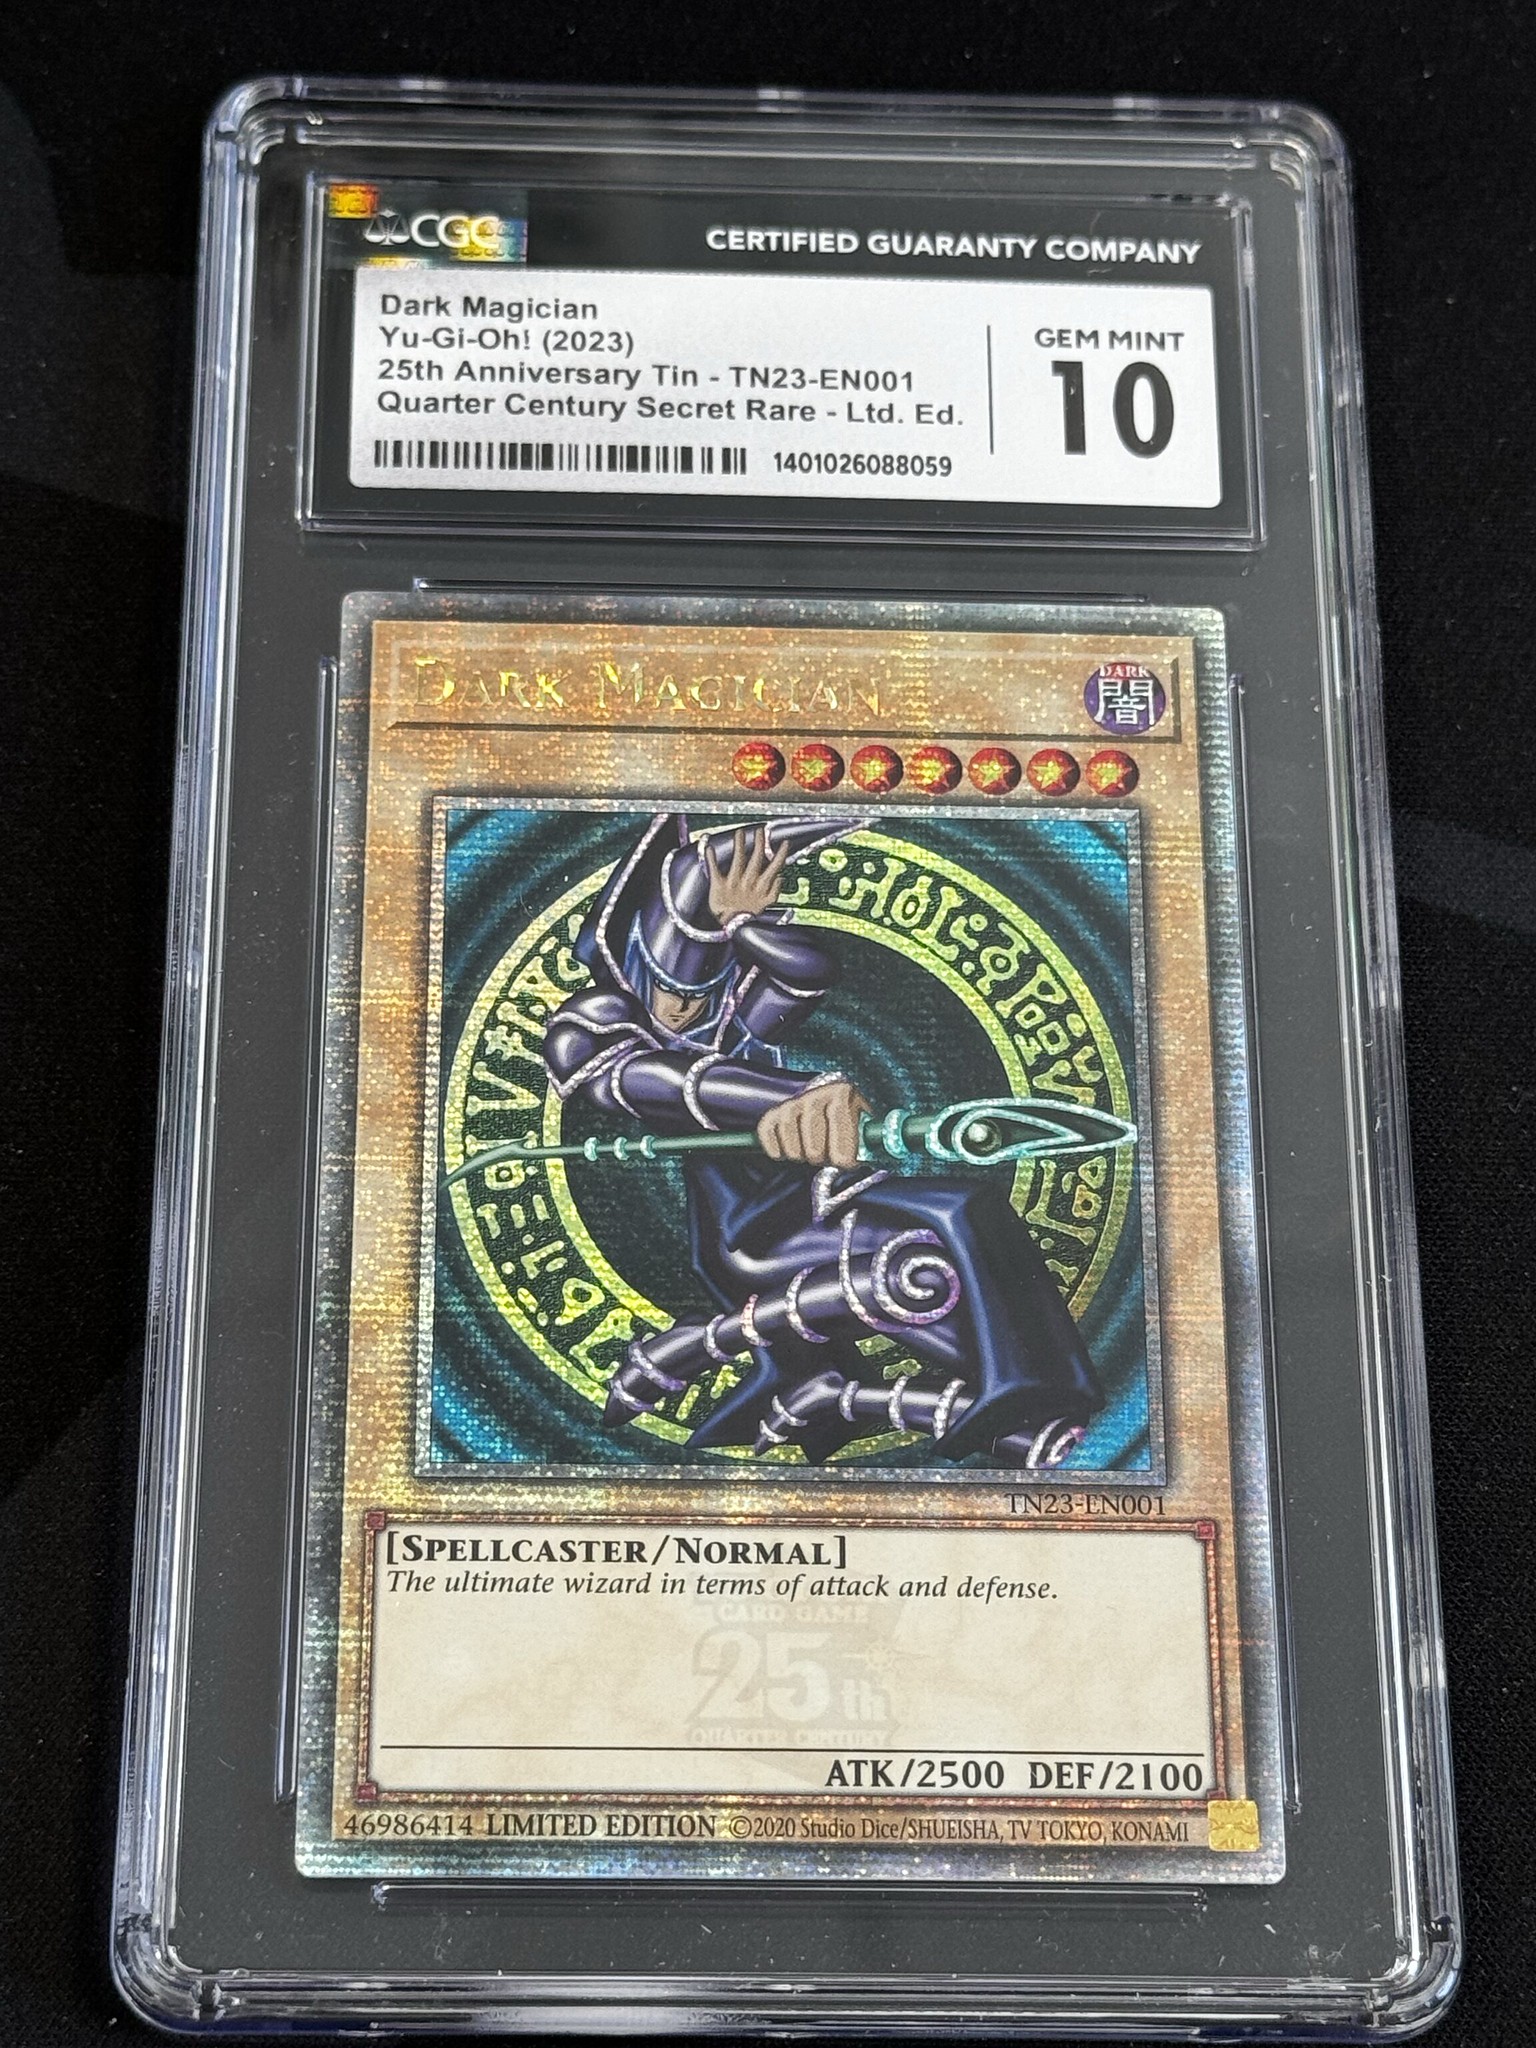 CGC
CERTIFIED GUARANTY COMPANY
Dark Magician
Yu-Gi-Oh! (2023)
25th Anniversary Tin - TN23-EN001
Quarter Century Secret Rare - Ltd. Ed.
1401026088059
GEM MINT
10
DARK MAGICIAN
DARK
闇
TN23-EN001
[SPELLCASTER/NORMAL]
The ultimate wizard in terms of attack and defense.
CARD GAME
25th
QUARTER CENTURY
ATK/2500 DEF/2100
46986414 LIMITED EDITION ©2020 Studio Dice/SHUEISHA, TV TOKYO, KONAMI